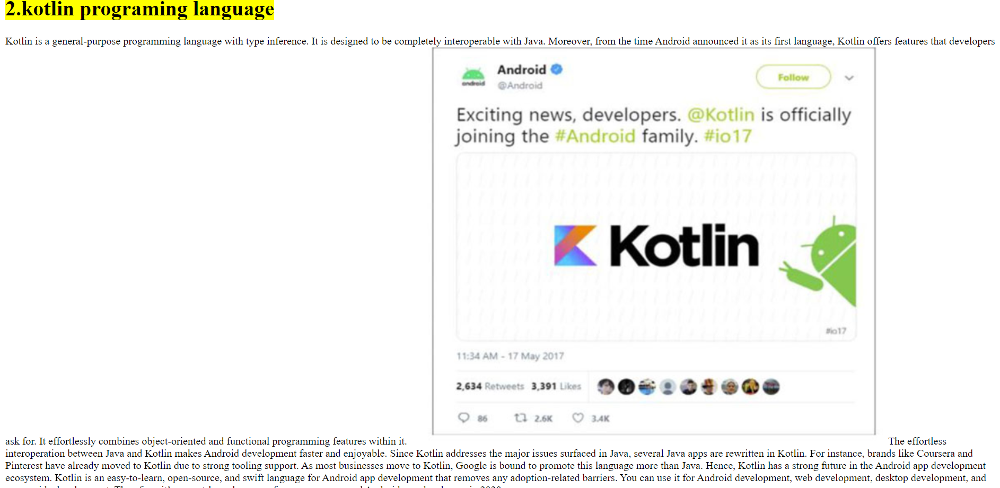 2.kotlin programing language
Kotlin is a general-purpose programming language with type inference. It is designed to be completely interoperable with Java. Moreover, from the time Android announced it as its first language, Kotlin offers features that developers
Android
android
@Android
Follow
Exciting news, developers. @Kotlin is officially
joining the #Android family. #io17
Kotlin
#io17
11:34 AM - 17 May 2017
2,634 Retweets 3,391 Likes
86 2.6K 3.4K
ask for. It effortlessly combines object-oriented and functional programming features within it. The effortless
interoperation between Java and Kotlin makes Android development faster and enjoyable. Since Kotlin addresses the major issues surfaced in Java, several Java apps are rewritten in Kotlin. For instance, brands like Coursera and
Pinterest have already moved to Kotlin due to strong tooling support. As most businesses move to Kotlin, Google is bound to promote this language more than Java. Hence, Kotlin has a strong future in the Android app development
ecosystem. Kotlin is an easy-to-learn, open-source, and swift language for Android app development that removes any adoption-related barriers. You can use it for Android development, web development, desktop development, and